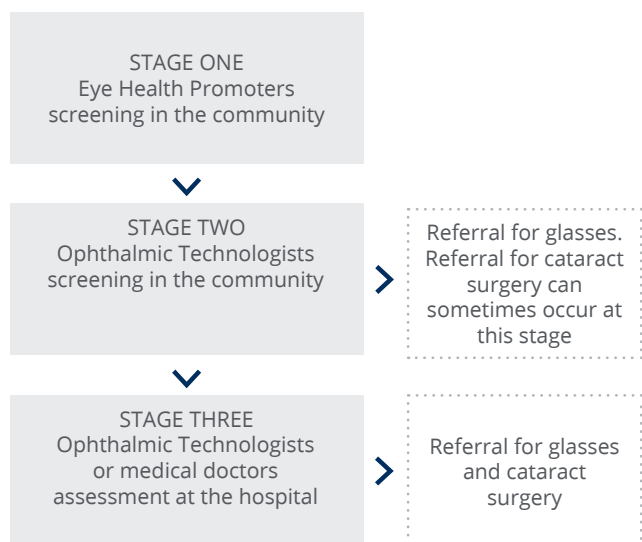 STAGE ONE
Eye Health Promoters
screening in the community
STAGE TWO
Ophthalmic Technologists
screening in the community
Referral for glasses.
Referral for cataract
surgery can
sometimes occur at
this stage
STAGE THREE
Ophthalmic Technologists
or medical doctors
assessment at the hospital
Referral for glasses
and cataract
surgery